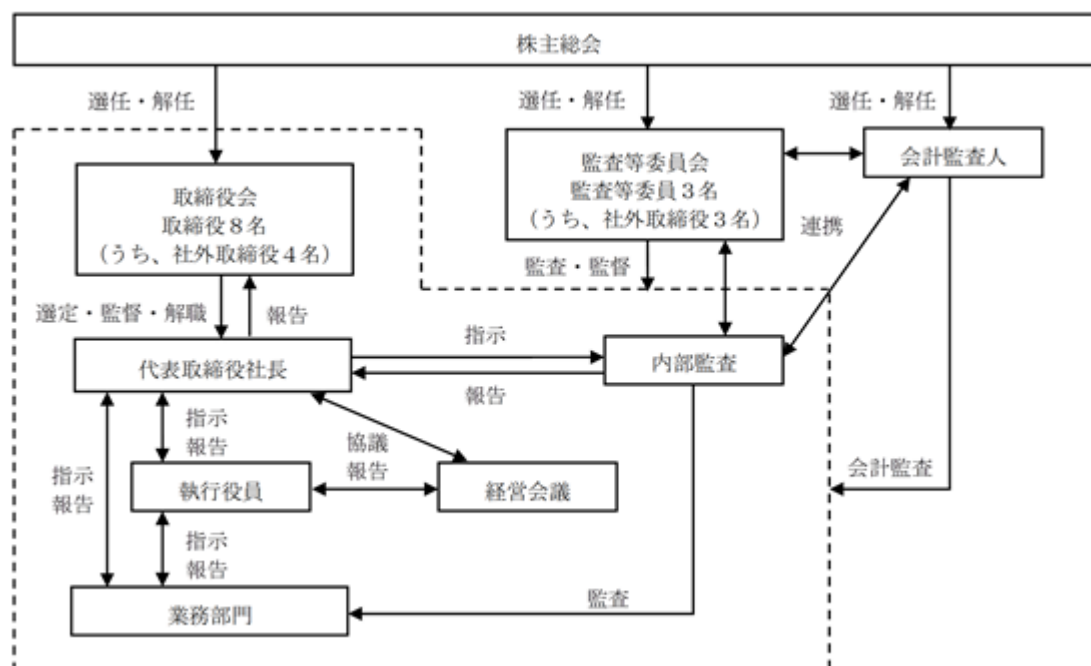 株主総会
選任・解任
選任・解任
選任・解任
取締役会
取締役8名
（うち、社外取締役4名）
監査等委員会
監査等委員3名
（うち、社外取締役3名）
会計監査人
連携
監査・監督
選定・監督・解職
報告
代表取締役社長
指示
報告
内部監査
指示
報告
協議
報告
指示
報告
執行役員
経営会議
会計監査
指示
報告
業務部門
監査